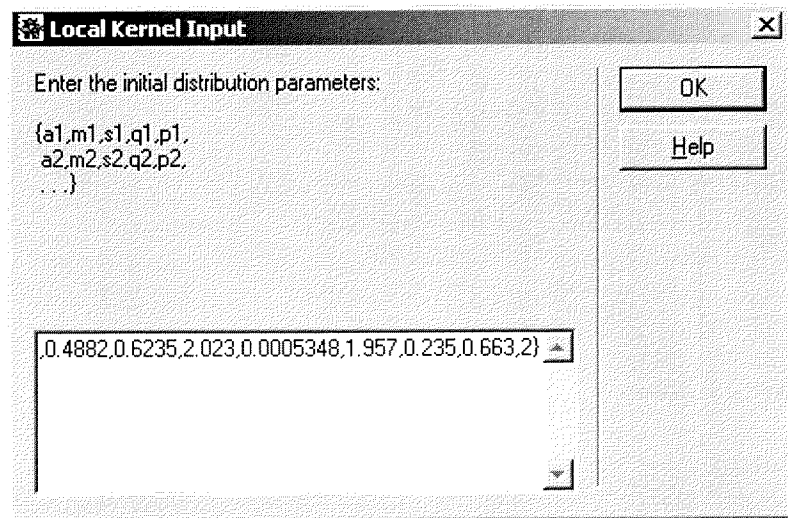 Local Kernel Input
Enter the initial distribution parameters:
{a1,m1,s1,q1,p1,
a2,m2,s2,q2,p2,
. . .}
OK
Help
,0.4882,0.6235,2.023,0.0005348,1.957,0.235,0.663,2}